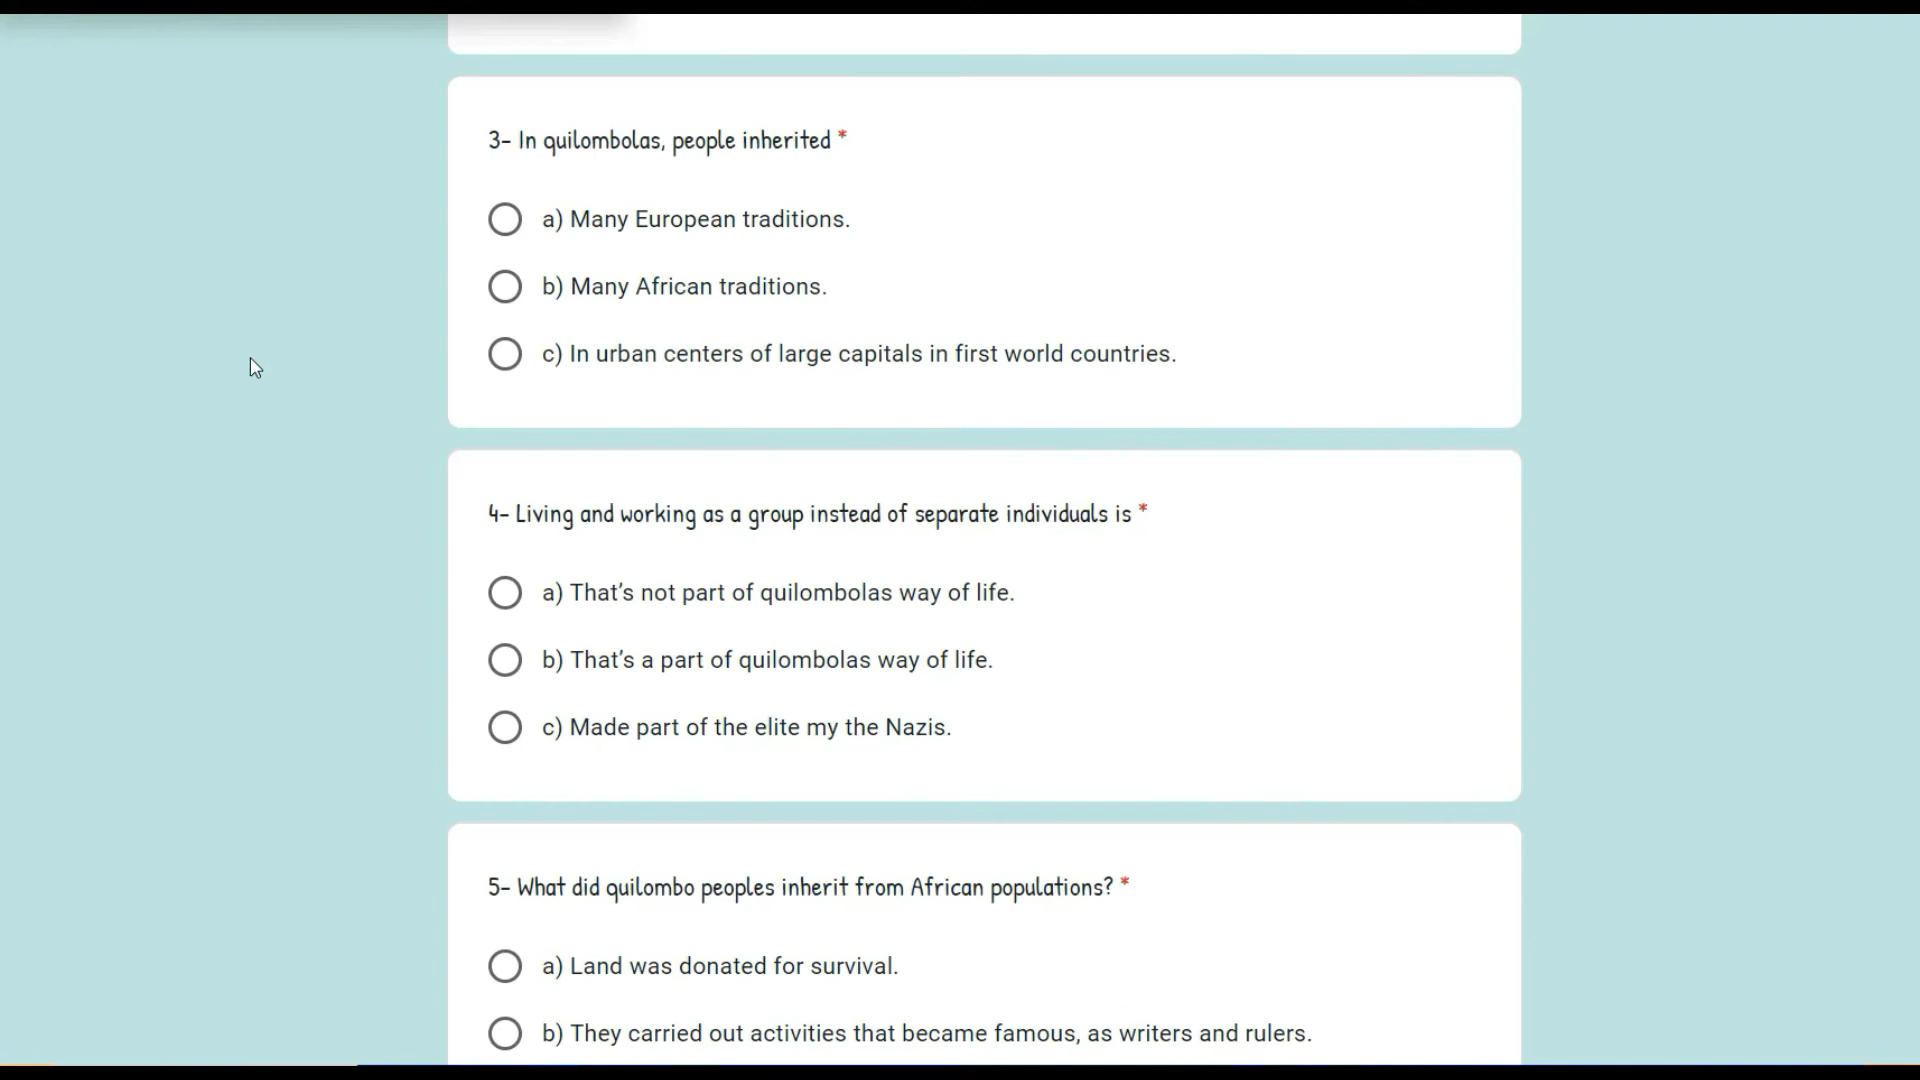 3- In quilombolas, people inherited *
a) Many European traditions.
b) Many African traditions.
c) In urban centers of large capitals in first world countries.
4- Living and working as a group instead of separate individuals is *
a) That’s not part of quilombolas way of life.
b) That’s a part of quilombolas way of life.
c) Made part of the elite my the Nazis.
5- What did quilombo peoples inherit from African populations? *
a) Land was donated for survival.
b) They carried out activities that became famous, as writers and rulers.